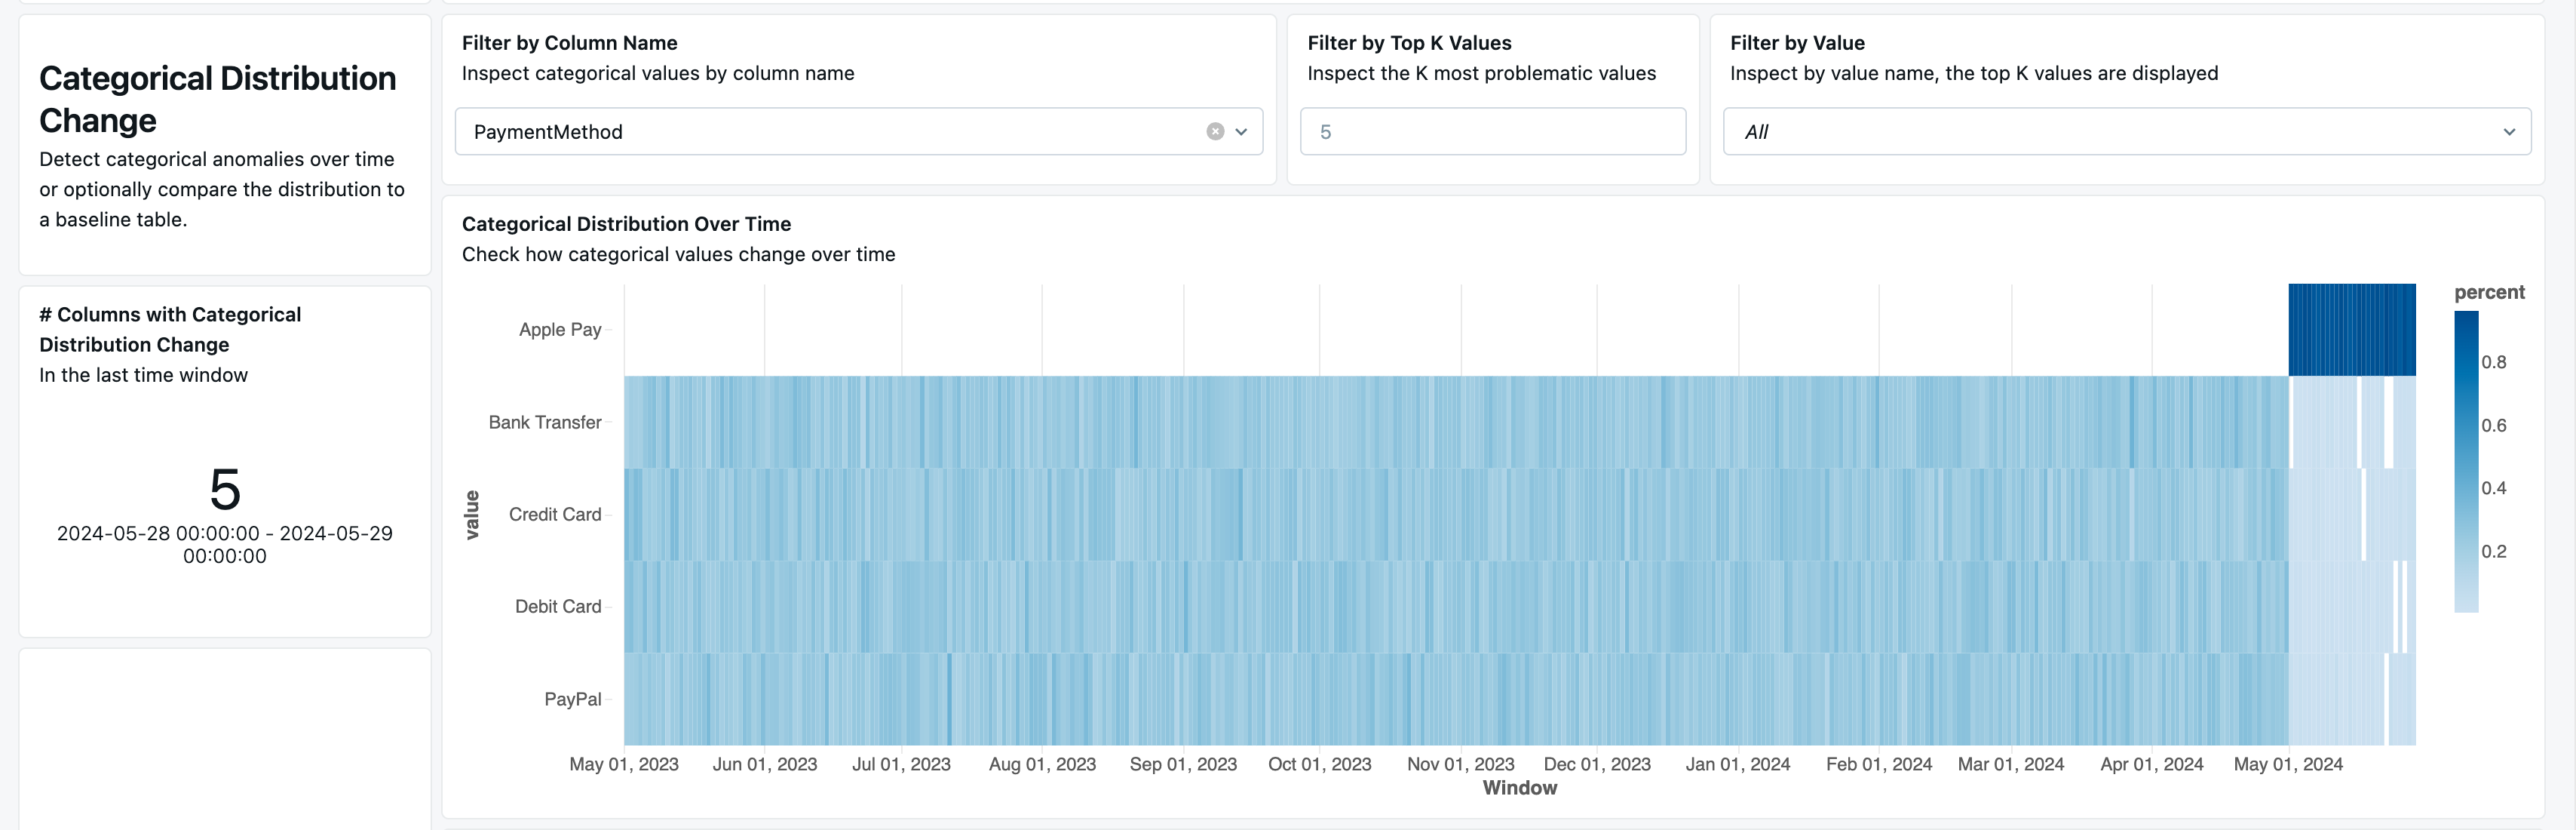 Categorical Distribution
Change
Detect categorical anomalies over time
or optionally compare the distribution to
a baseline table.
# Columns with Categorical
Distribution Change
In the last time window
5
2024-05-28 00:00:00 - 2024-05-29
00:00:00
Filter by Column Name
Inspect categorical values by column name
PaymentMethod
Filter by Top K Values
Inspect the K most problematic values
5
Filter by Value
Inspect by value name, the top K values are displayed
All
Categorical Distribution Over Time
Check how categorical values change over time
value
Apple Pay
Bank Transfer
Credit Card
Debit Card
PayPal
May 01, 2023
Jun 01, 2023
Jul 01, 2023
Aug 01, 2023
Sep 01, 2023
Oct 01, 2023
Nov 01, 2023
Dec 01, 2023
Jan 01, 2024
Feb 01, 2024
Mar 01, 2024
Apr 01, 2024
May 01, 2024
Window
percent
0.8
0.6
0.4
0.2